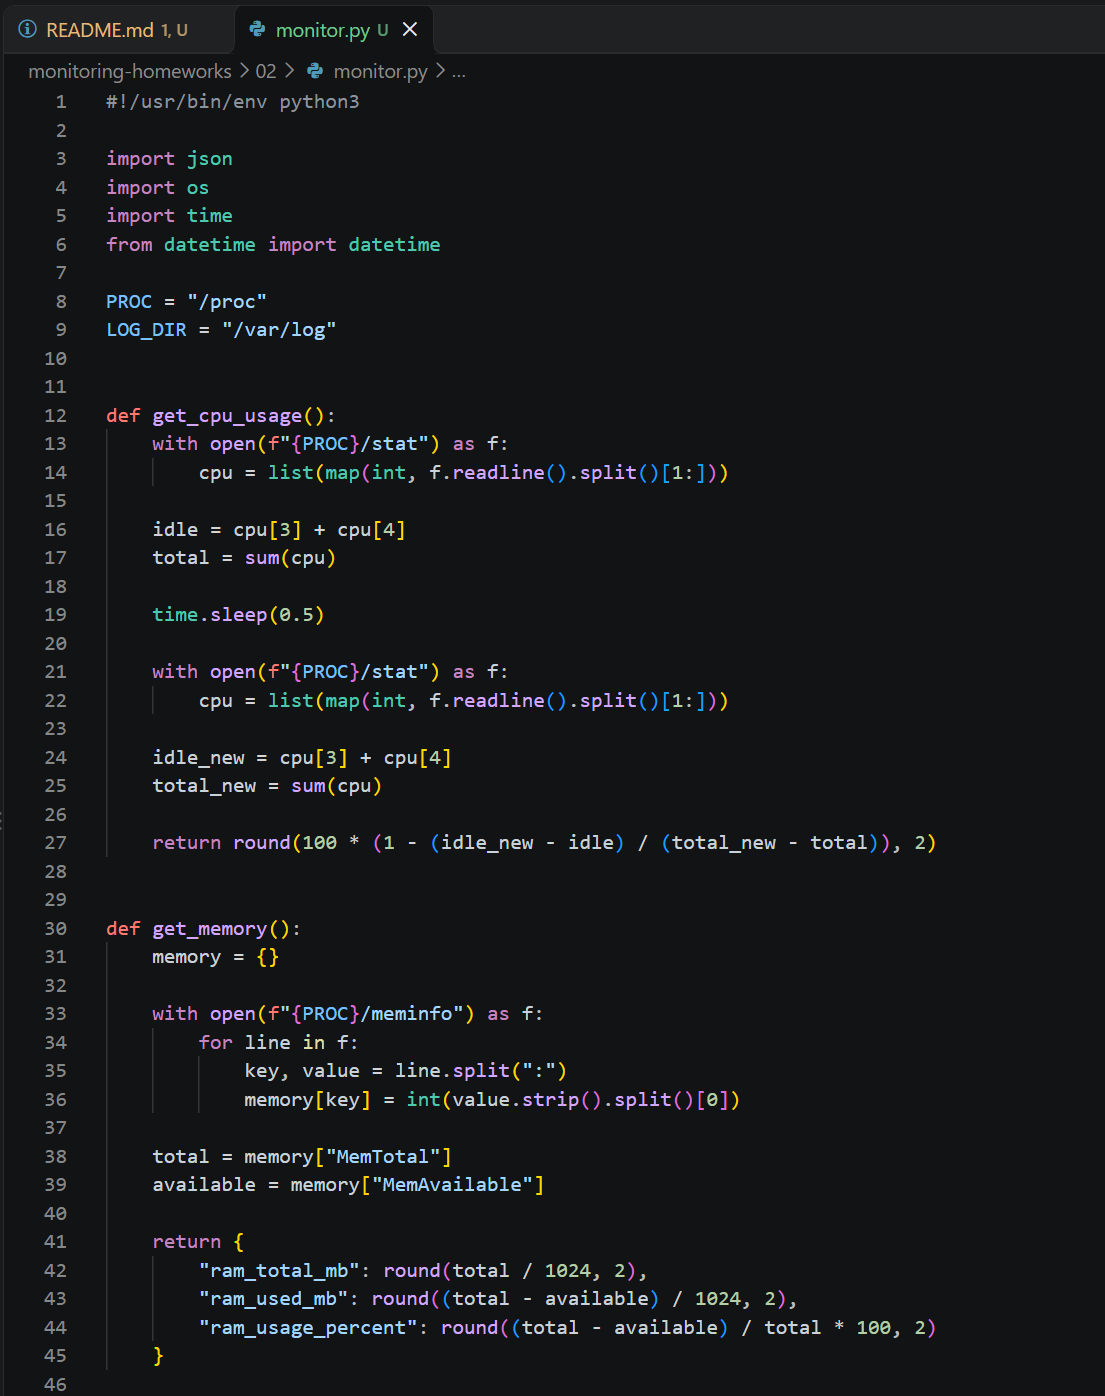 README.md 1, U
monitor.py U
monitoring-homeworks > 02 > monitor.py > ...
1 #!/usr/bin/env python3
2
3 import json
4 import os
5 import time
6 from datetime import datetime
7
8 PROC = "/proc"
9 LOG_DIR = "/var/log"
10
11
12 def get_cpu_usage():
13     with open(f"{PROC}/stat") as f:
14         cpu = list(map(int, f.readline().split()[1:]))
15
16     idle = cpu[3] + cpu[4]
17     total = sum(cpu)
18
19     time.sleep(0.5)
20
21     with open(f"{PROC}/stat") as f:
22         cpu = list(map(int, f.readline().split()[1:]))
23
24     idle_new = cpu[3] + cpu[4]
25     total_new = sum(cpu)
26
27     return round(100 * (1 - (idle_new - idle) / (total_new - total)), 2)
28
29
30 def get_memory():
31     memory = {}
32
33     with open(f"{PROC}/meminfo") as f:
34         for line in f:
35             key, value = line.split(":")
36             memory[key] = int(value.strip().split()[0])
37
38     total = memory["MemTotal"]
39     available = memory["MemAvailable"]
40
41     return {
42         "ram_total_mb": round(total / 1024, 2),
43         "ram_used_mb": round((total - available) / 1024, 2),
44         "ram_usage_percent": round((total - available) / total * 100, 2)
45     }
46